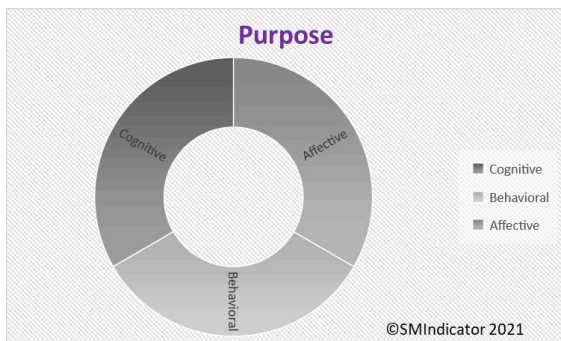 Purpose
Cognitive
Affective
Behavioral
Cognitive
Behavioral
Affective
©SMIndicator 2021